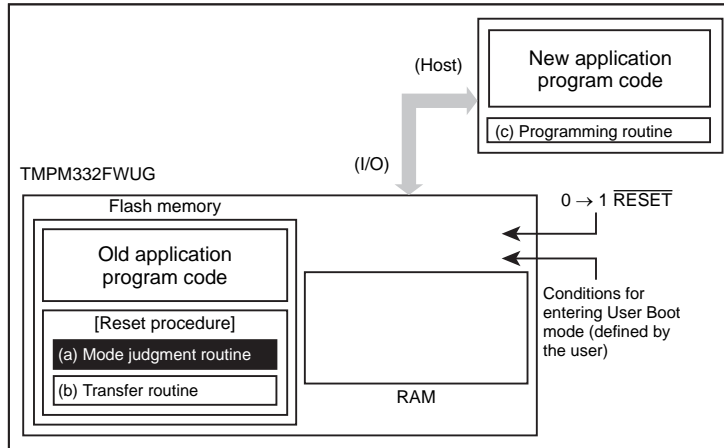 New application
program code
(Host)
(c) Programming routine
(I/O)
TMPM332FWUG
Flash memory
0 → 1 RESET
Old application
program code
[Reset procedure]
(a) Mode judgment routine
(b) Transfer routine
RAM
Conditions for
entering User Boot
mode (defined by
the user)